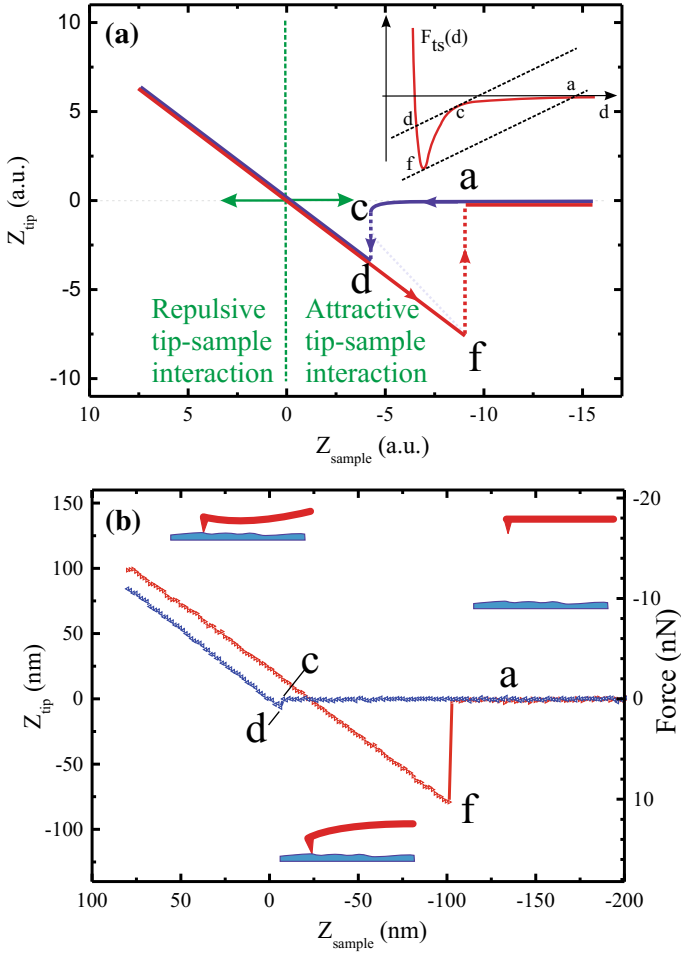 (a)
10
5
0
-5
-10
Z_tip (a.u.)
F_ts(d)
a
d
c
d
f
a
c
d
f
Repulsive Attractive
tip-sample tip-sample
interaction interaction
10 5 0 -5 -10 -15
Z_sample (a.u.)
(b)
150
100
50
0
-50
-100
Z_tip (nm)
-20
-10
0
10
Force (nN)
c
a
d
f
100 50 0 -50 -100 -150 -200
Z_sample (nm)